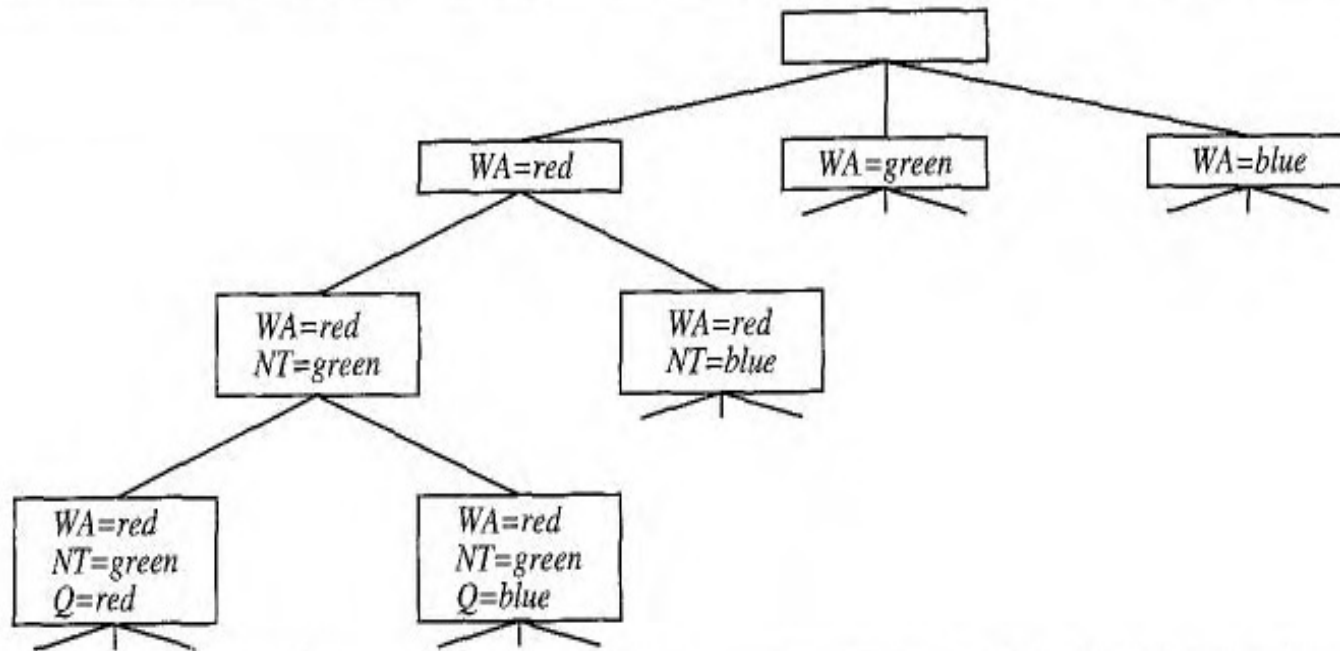 WA=red
WA=green
WA=blue
WA=red
NT=green
WA=red
NT=blue
WA=red
NT=green
Q=red
WA=red
NT=green
Q=blue